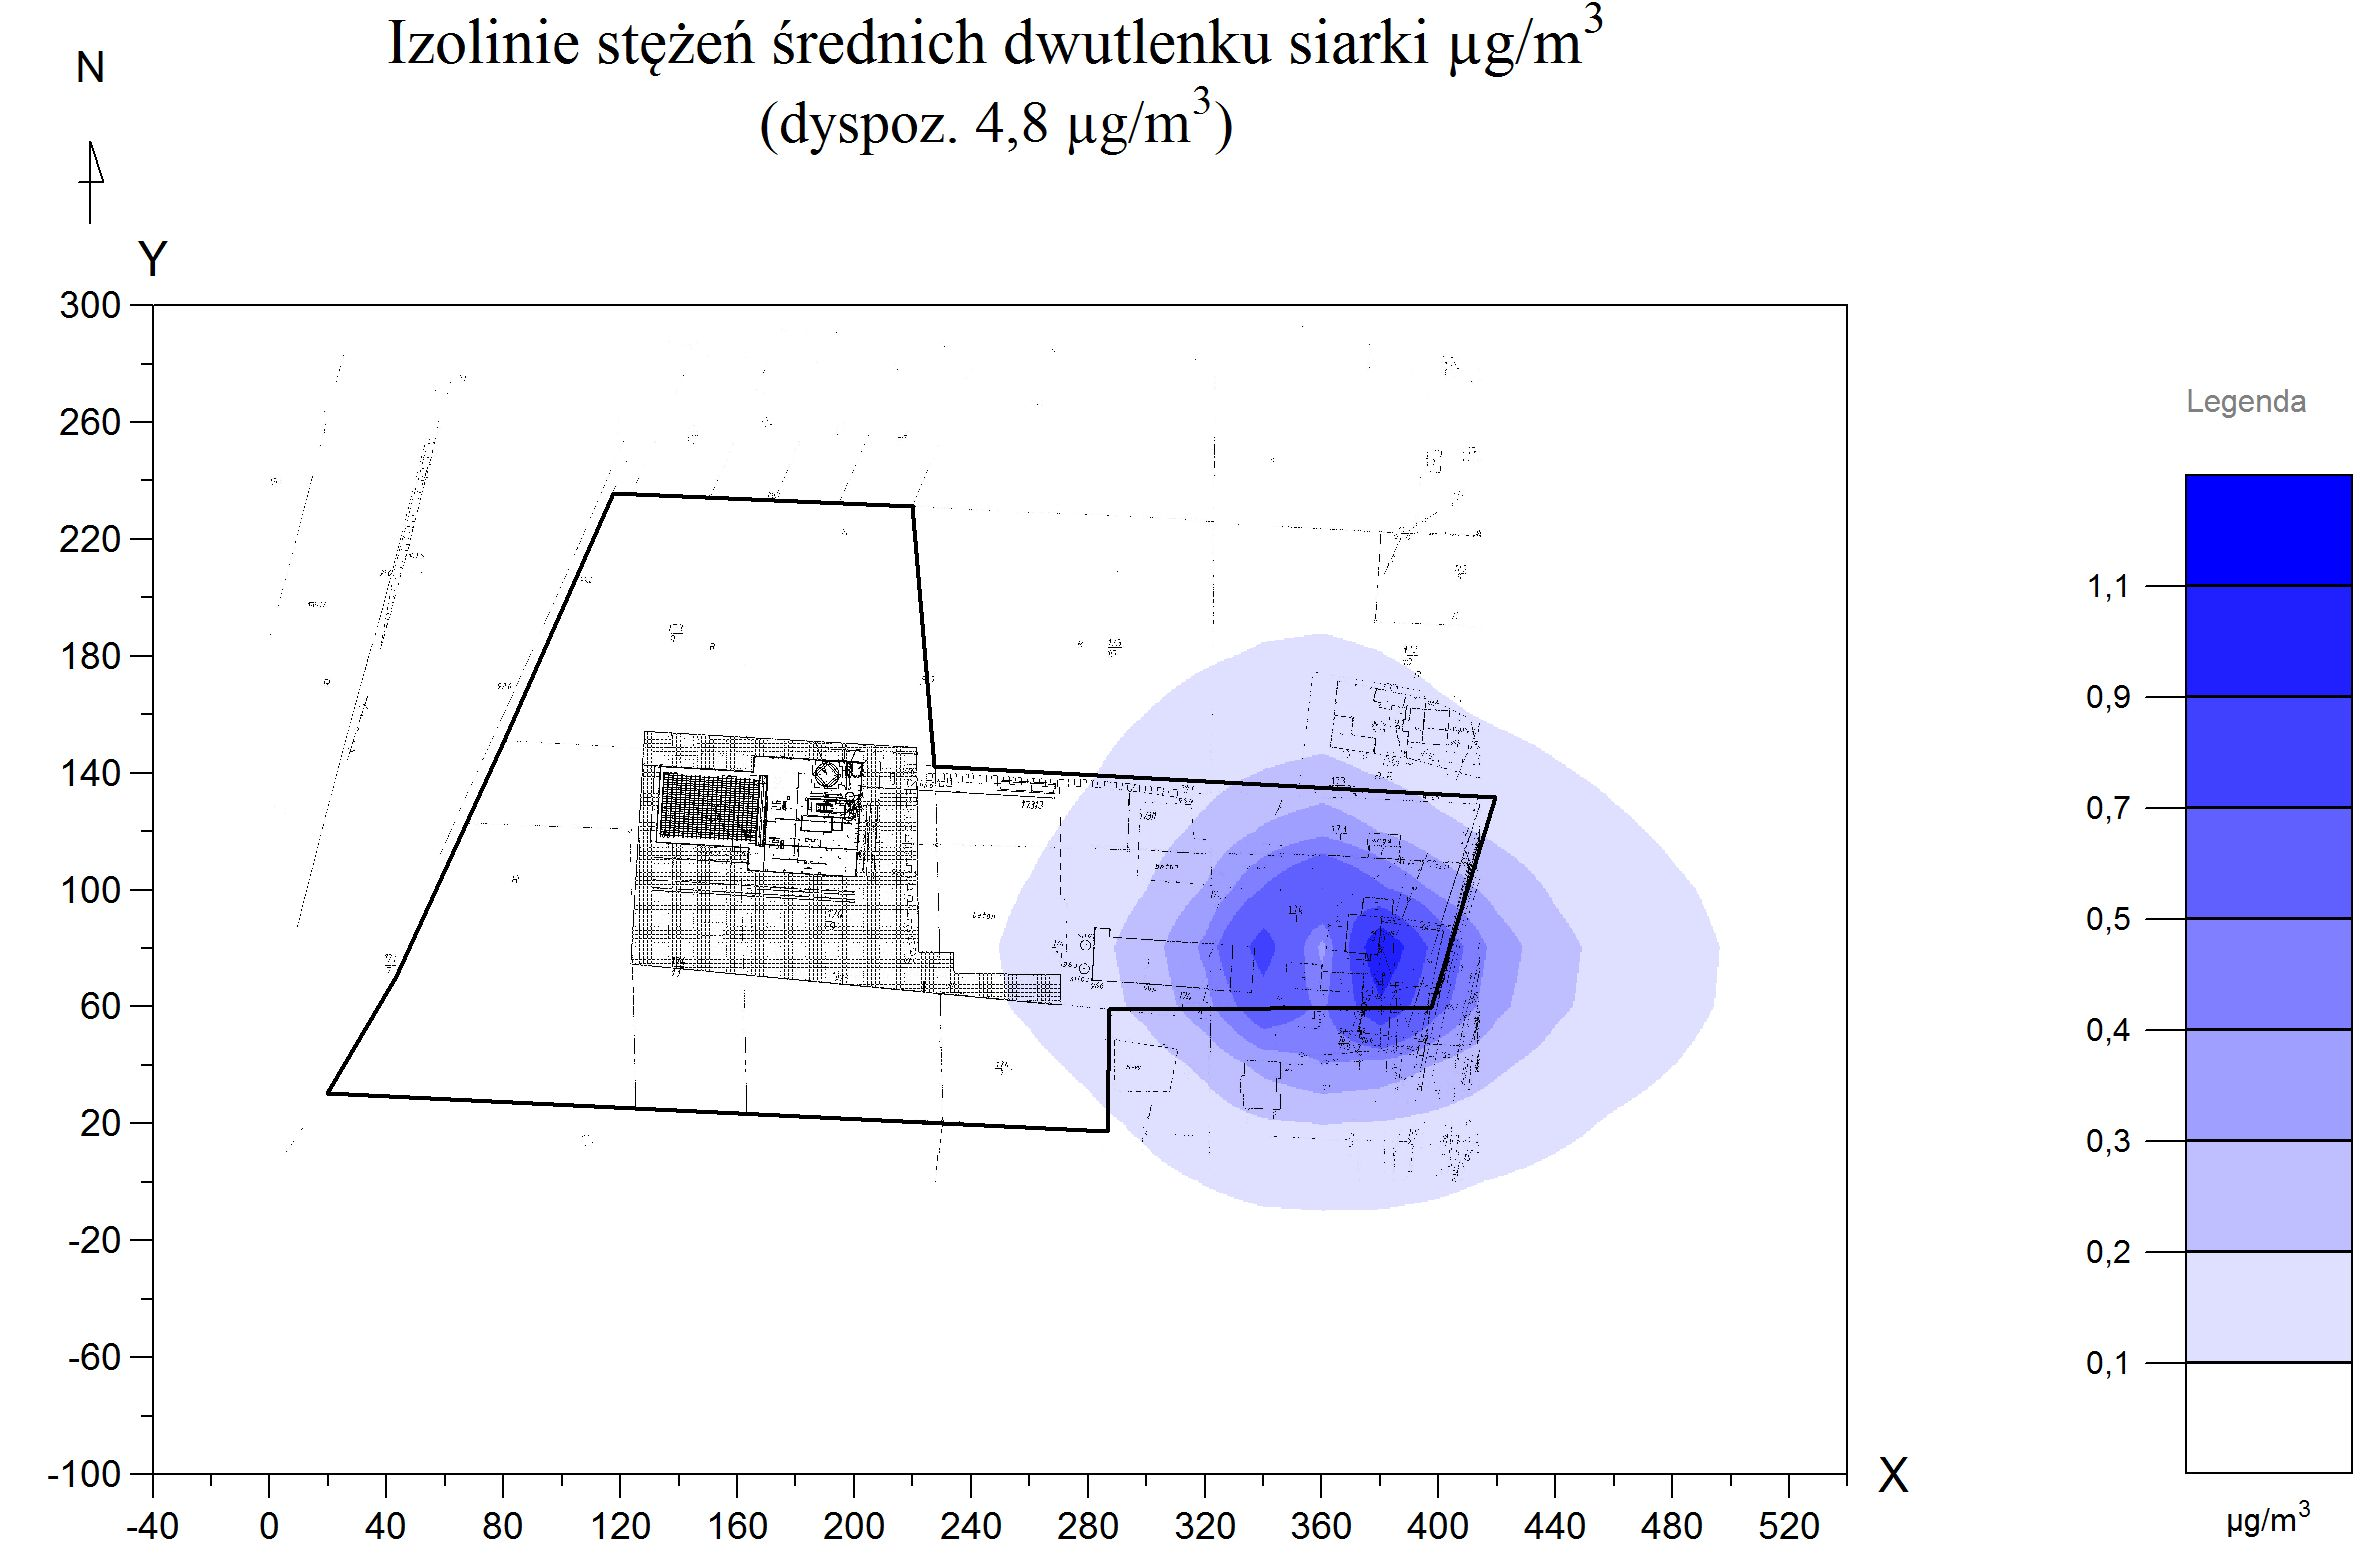 Izolinie stężeń średnich dwutlenku siarki µg/m³
(dyspoz. 4,8 µg/m³)
N
Y
300
260
220
180
140
100
60
20
-20
-60
-100
-40 0 40 80 120 160 200 240 280 320 360 400 440 480 520
X
beton
beton
Legenda
1,1
0,9
0,7
0,5
0,4
0,3
0,2
0,1
µg/m³